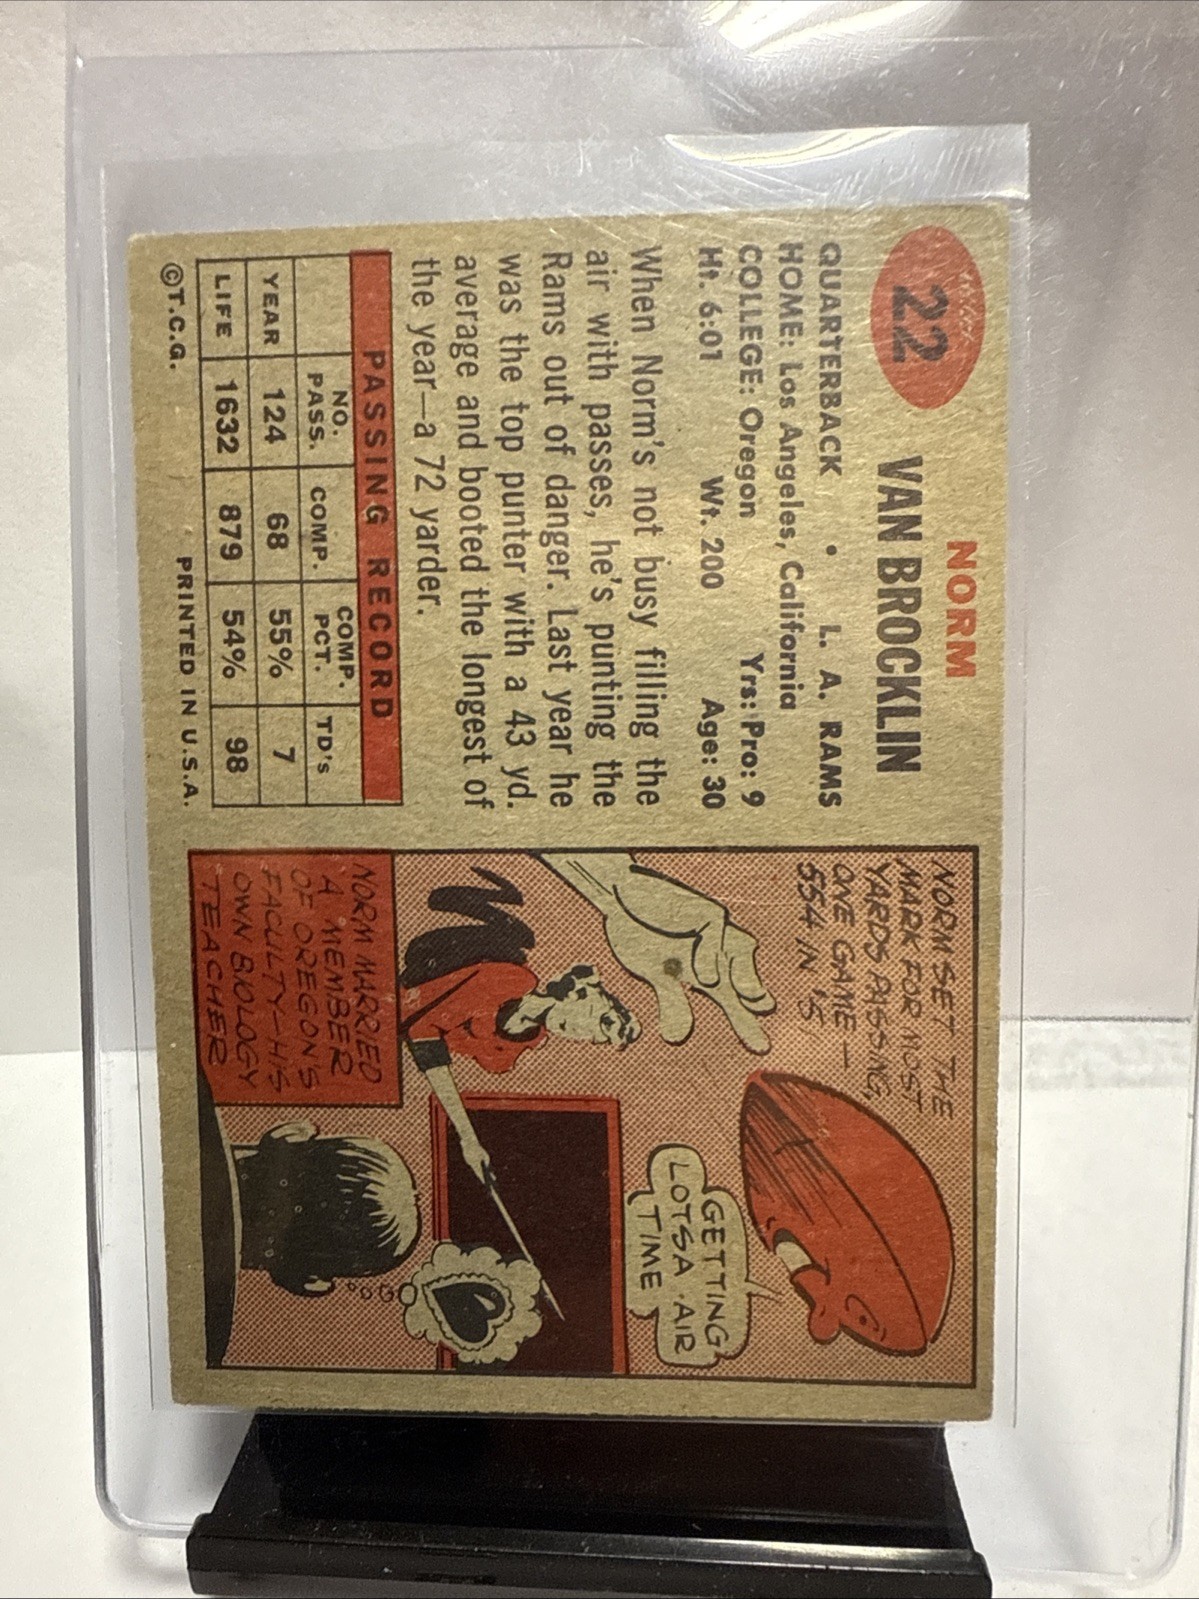 22
NORM
VAN BROCKLIN
QUARTERBACK • L. A. RAMS
HOME: Los Angeles, California
COLLEGE: Oregon Yrs: Pro: 9
Ht. 6:01 Wt. 200 Age: 30
When Norm's not busy filling the
air with passes, he's punting the
Rams out of danger. Last year he
was the top punter with a 43 yd.
average and booted the longest of
the year—a 72 yarder.
PASSING RECORD
NO. PASS. COMP. COMP. PCT. TD's
YEAR 124 68 55% 7
LIFE 1632 879 54% 98
©T.C.G. PRINTED IN U.S.A.
NORM SET THE
MARK FOR MOST
YARDS PASSING,
ONE GAME—
554 IN '5
GETTING
LOTSA AIR
TIME
NORM MARRIED
A MEMBER
OF OREGON'S
FACULTY—HIS
OWN BIOLOGY
TEACHER